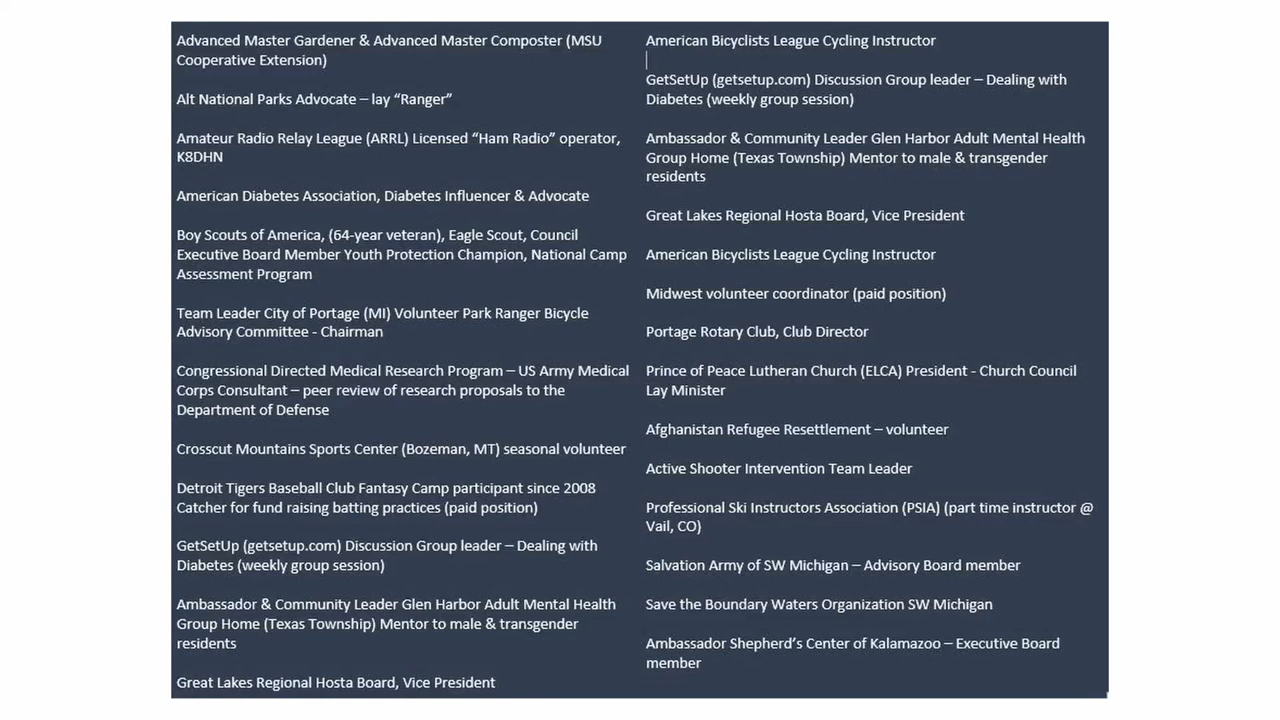 Advanced Master Gardener & Advanced Master Composter (MSU
Cooperative Extension)
Alt National Parks Advocate – lay “Ranger”
Amateur Radio Relay League (ARRL) Licensed “Ham Radio” operator,
K8DHN
American Diabetes Association, Diabetes Influencer & Advocate
Boy Scouts of America, (64-year veteran), Eagle Scout, Council
Executive Board Member Youth Protection Champion, National Camp
Assessment Program
Team Leader City of Portage (MI) Volunteer Park Ranger Bicycle
Advisory Committee - Chairman
Congressional Directed Medical Research Program – US Army Medical
Corps Consultant – peer review of research proposals to the
Department of Defense
Crosscut Mountains Sports Center (Bozeman, MT) seasonal volunteer
Detroit Tigers Baseball Club Fantasy Camp participant since 2008
Catcher for fund raising batting practices (paid position)
GetSetUp (getsetup.com) Discussion Group leader – Dealing with
Diabetes (weekly group session)
Ambassador & Community Leader Glen Harbor Adult Mental Health
Group Home (Texas Township) Mentor to male & transgender
residents
Great Lakes Regional Hosta Board, Vice President
American Bicyclists League Cycling Instructor
GetSetUp (getsetup.com) Discussion Group leader – Dealing with
Diabetes (weekly group session)
Ambassador & Community Leader Glen Harbor Adult Mental Health
Group Home (Texas Township) Mentor to male & transgender
residents
Great Lakes Regional Hosta Board, Vice President
American Bicyclists League Cycling Instructor
Midwest volunteer coordinator (paid position)
Portage Rotary Club, Club Director
Prince of Peace Lutheran Church (ELCA) President - Church Council
Lay Minister
Afghanistan Refugee Resettlement – volunteer
Active Shooter Intervention Team Leader
Professional Ski Instructors Association (PSIA) (part time instructor @
Vail, CO)
Salvation Army of SW Michigan – Advisory Board member
Save the Boundary Waters Organization SW Michigan
Ambassador Shepherd’s Center of Kalamazoo – Executive Board
member